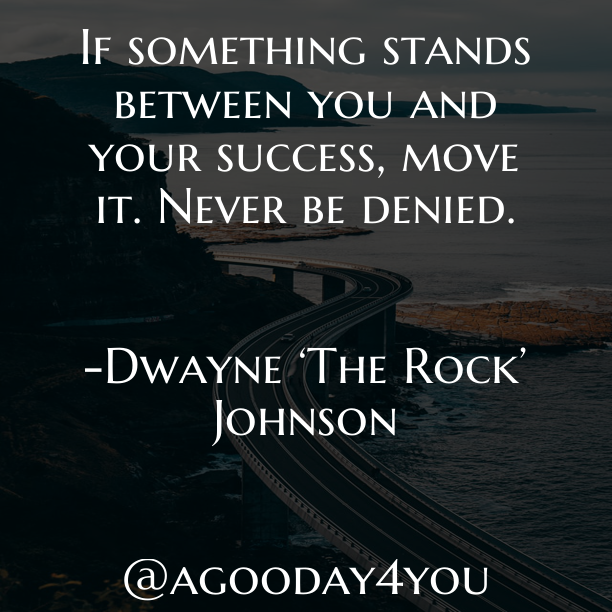 If something stands
between you and
your success, move
it. Never be denied.
-Dwayne ‘The Rock’
Johnson
@agooday4you